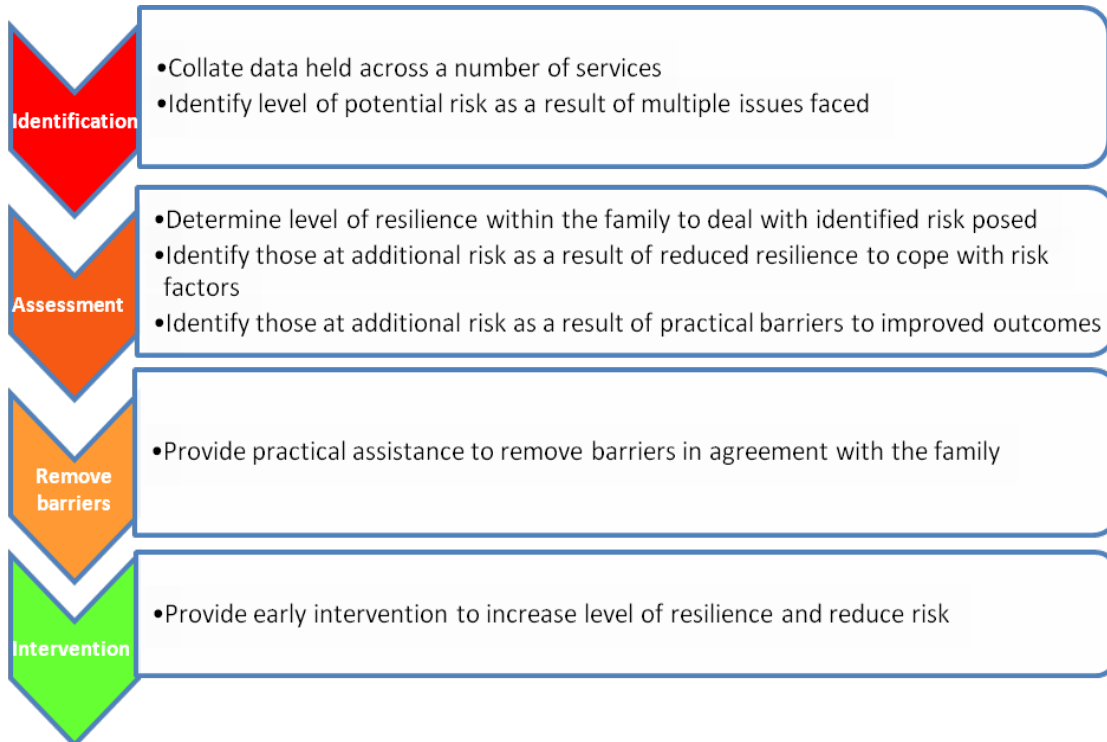 Identification
•Collate data held across a number of services
•Identify level of potential risk as a result of multiple issues faced
Assessment
•Determine level of resilience within the family to deal with identified risk posed
•Identify those at additional risk as a result of reduced resilience to cope with risk
factors
•Identify those at additional risk as a result of practical barriers to improved outcomes
Remove
barriers
•Provide practical assistance to remove barriers in agreement with the family
Intervention
•Provide early intervention to increase level of resilience and reduce risk